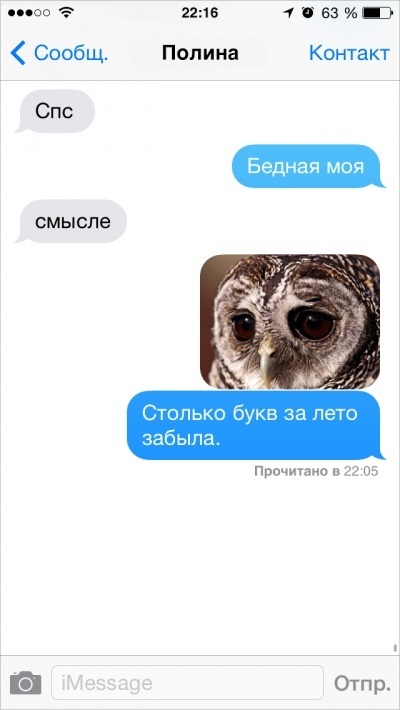 22:16
63 %
Сообщ.
Полина
Контакт
Спс
Бедная моя
смысле
Столько букв за лето
забыла.
Прочитано в 22:05
iMessage
Отпр.